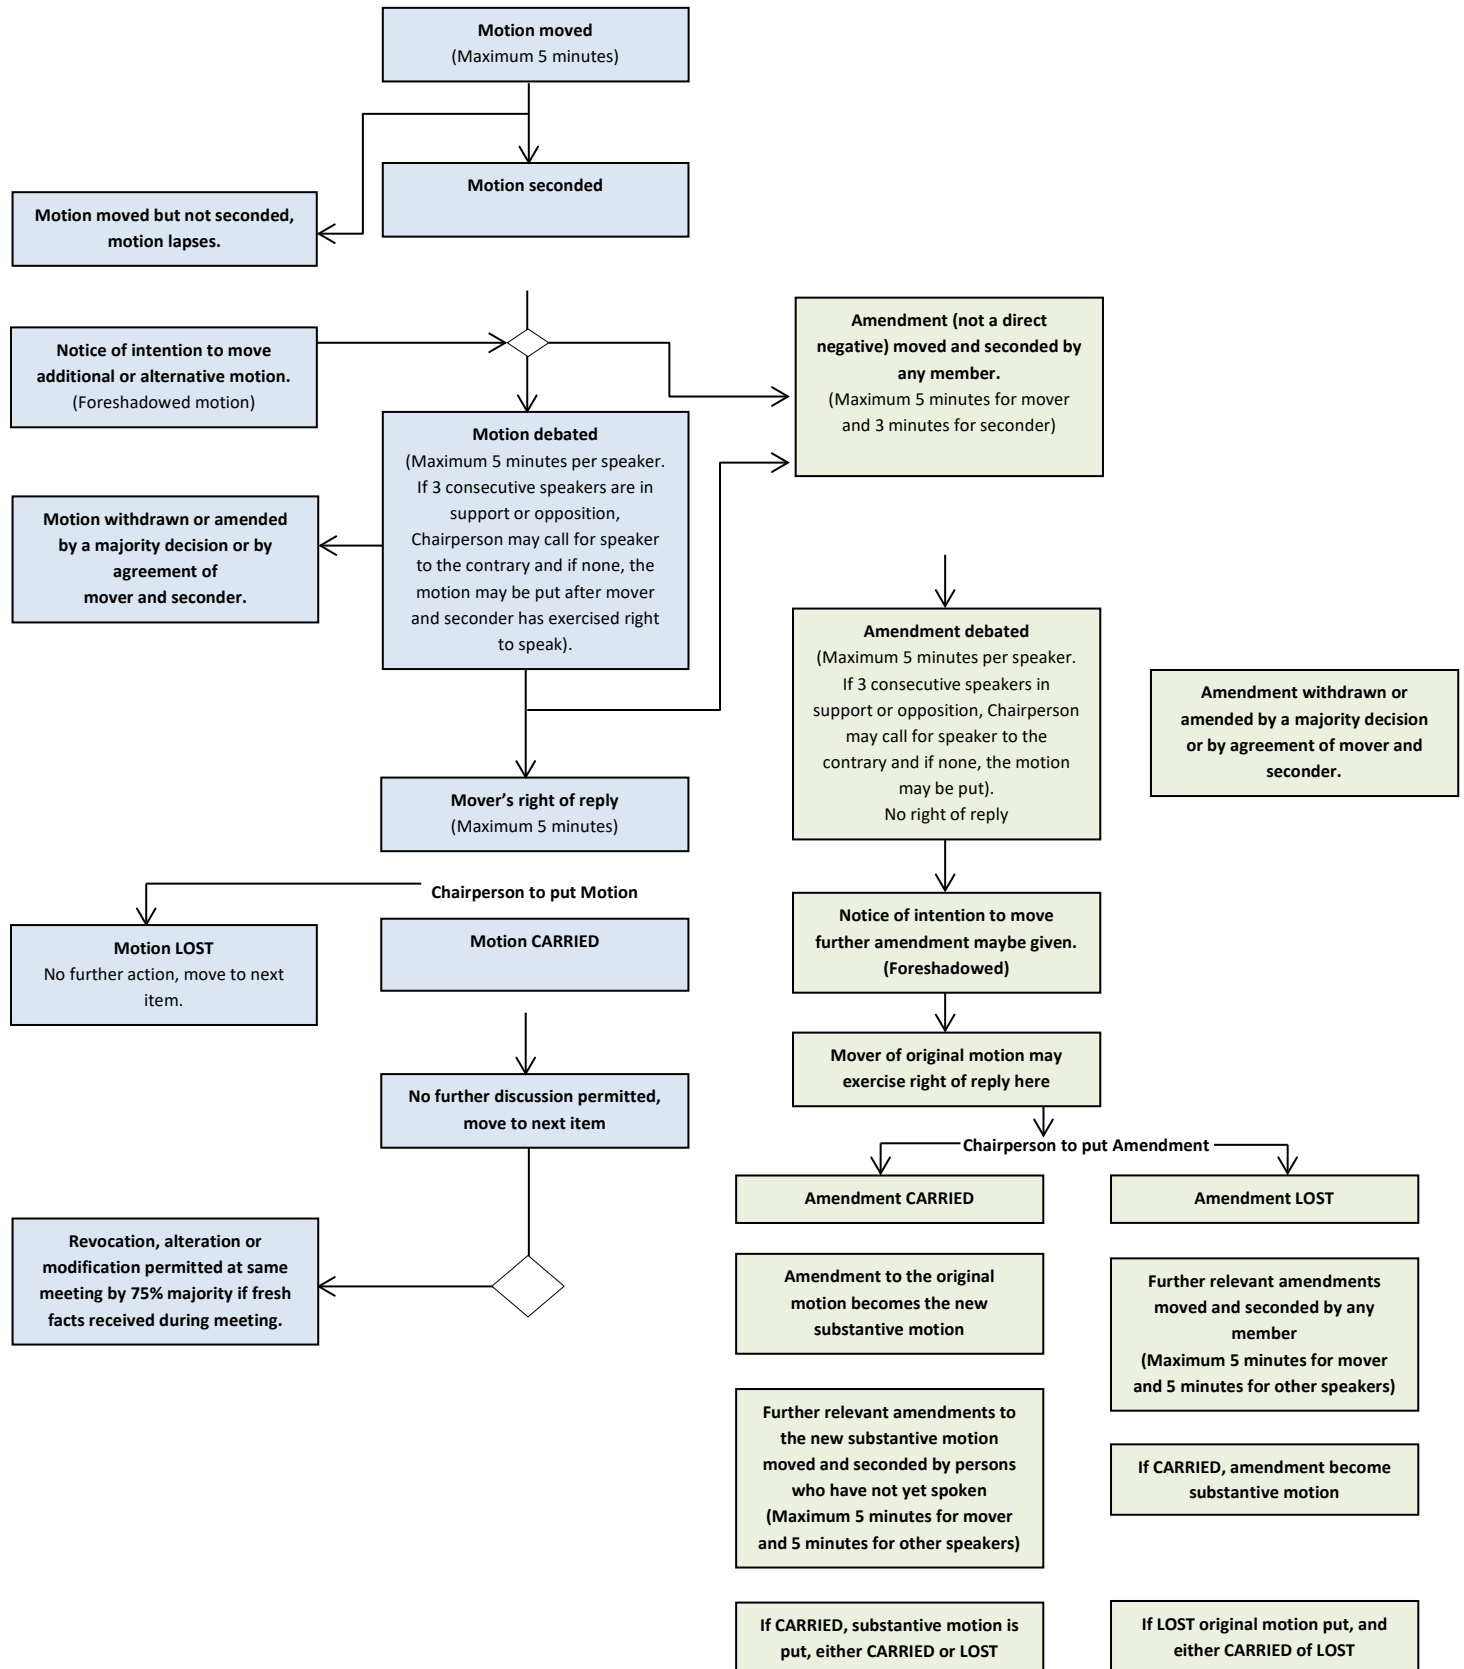 Motion moved
(Maximum 5 minutes)
Motion seconded
Motion moved but not seconded,
motion lapses.
Notice of intention to move
additional or alternative motion.
(Foreshadowed motion)
Amendment (not a direct
negative) moved and seconded by
any member.
(Maximum 5 minutes for mover
and 3 minutes for seconder)
Motion debated
(Maximum 5 minutes per speaker.
If 3 consecutive speakers are in
support or opposition,
Chairperson may call for speaker
to the contrary and if none, the
motion may be put after mover
and seconder has exercised right
to speak).
Motion withdrawn or amended
by a majority decision or by
agreement of
mover and seconder.
Amendment debated
(Maximum 5 minutes per speaker.
If 3 consecutive speakers in
support or opposition, Chairperson
may call for speaker to the
contrary and if none, the motion
may be put).
No right of reply
Amendment withdrawn or
amended by a majority decision
or by agreement of mover and
seconder.
Mover’s right of reply
(Maximum 5 minutes)
Chairperson to put Motion
Motion LOST
No further action, move to next
item.
Motion CARRIED
Notice of intention to move
further amendment maybe given.
(Foreshadowed)
Mover of original motion may
exercise right of reply here
No further discussion permitted,
move to next item
Chairperson to put Amendment
Amendment CARRIED
Amendment LOST
Revocation, alteration or
modification permitted at same
meeting by 75% majority if fresh
facts received during meeting.
Amendment to the original
motion becomes the new
substantive motion
Further relevant amendments
moved and seconded by any
member
(Maximum 5 minutes for mover
and 5 minutes for other speakers)
Further relevant amendments to
the new substantive motion
moved and seconded by persons
who have not yet spoken
(Maximum 5 minutes for mover
and 5 minutes for other speakers)
If CARRIED, amendment become
substantive motion
If CARRIED, substantive motion is
put, either CARRIED or LOST
If LOST original motion put, and
either CARRIED of LOST